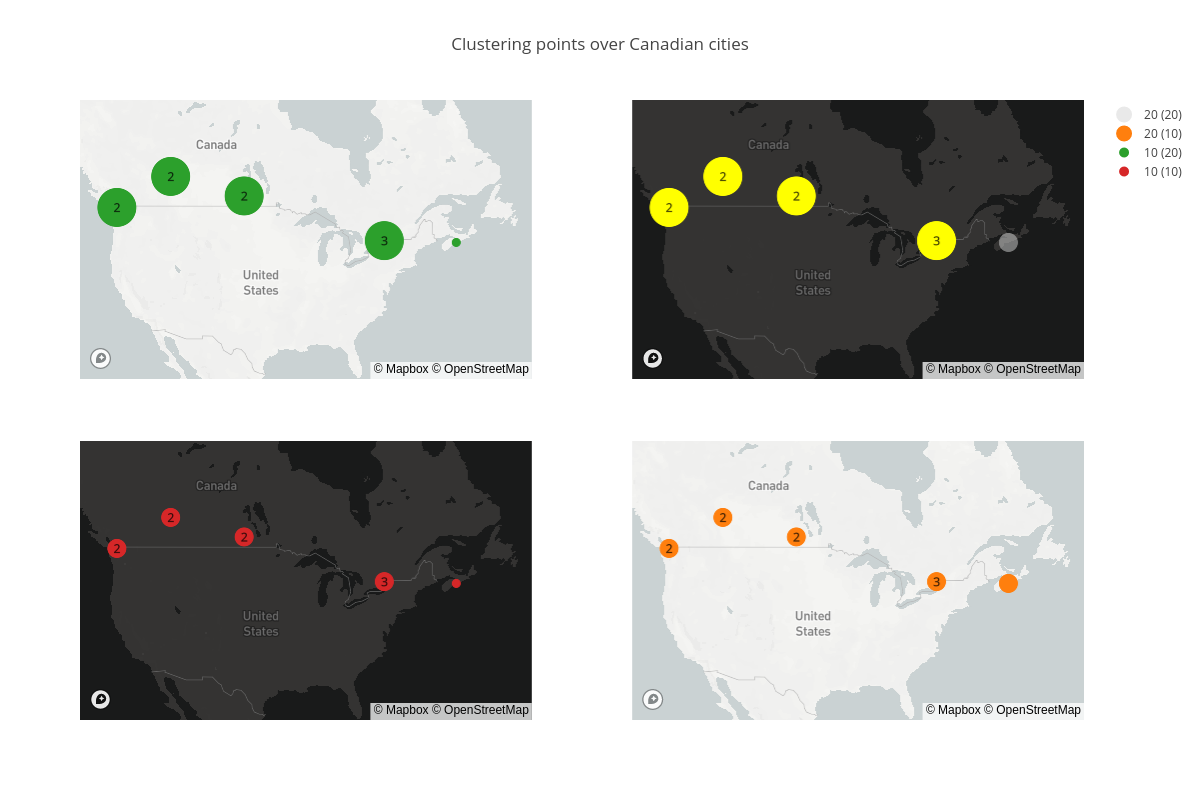 Clustering points over Canadian cities
Canada
2
2
2
3
United
States
© Mapbox © OpenStreetMap
Canada
2
2
2
3
United
States
© Mapbox © OpenStreetMap
20 (20)
20 (10)
10 (20)
10 (10)
Canada
2
2
2
3
United
States
© Mapbox © OpenStreetMap
Canada
2
2
2
3
United
States
© Mapbox © OpenStreetMap